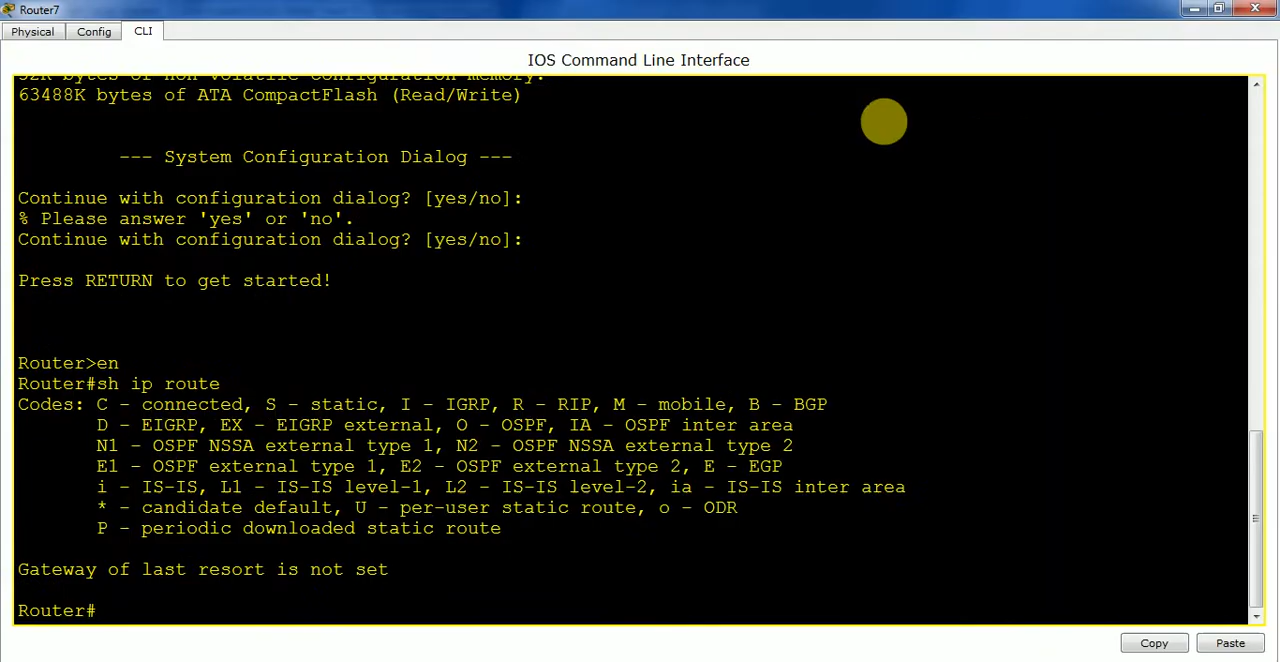 Router7
Physical Config CLI
IOS Command Line Interface
32K bytes of non-volatile configuration memory.
63488K bytes of ATA CompactFlash (Read/Write)
--- System Configuration Dialog ---
Continue with configuration dialog? [yes/no]:
% Please answer 'yes' or 'no'.
Continue with configuration dialog? [yes/no]:
Press RETURN to get started!
Router>en
Router#sh ip route
Codes: C - connected, S - static, I - IGRP, R - RIP, M - mobile, B - BGP
D - EIGRP, EX - EIGRP external, O - OSPF, IA - OSPF inter area
N1 - OSPF NSSA external type 1, N2 - OSPF NSSA external type 2
E1 - OSPF external type 1, E2 - OSPF external type 2, E - EGP
i - IS-IS, L1 - IS-IS level-1, L2 - IS-IS level-2, ia - IS-IS inter area
* - candidate default, U - per-user static route, o - ODR
P - periodic downloaded static route
Gateway of last resort is not set
Router#
Copy Paste